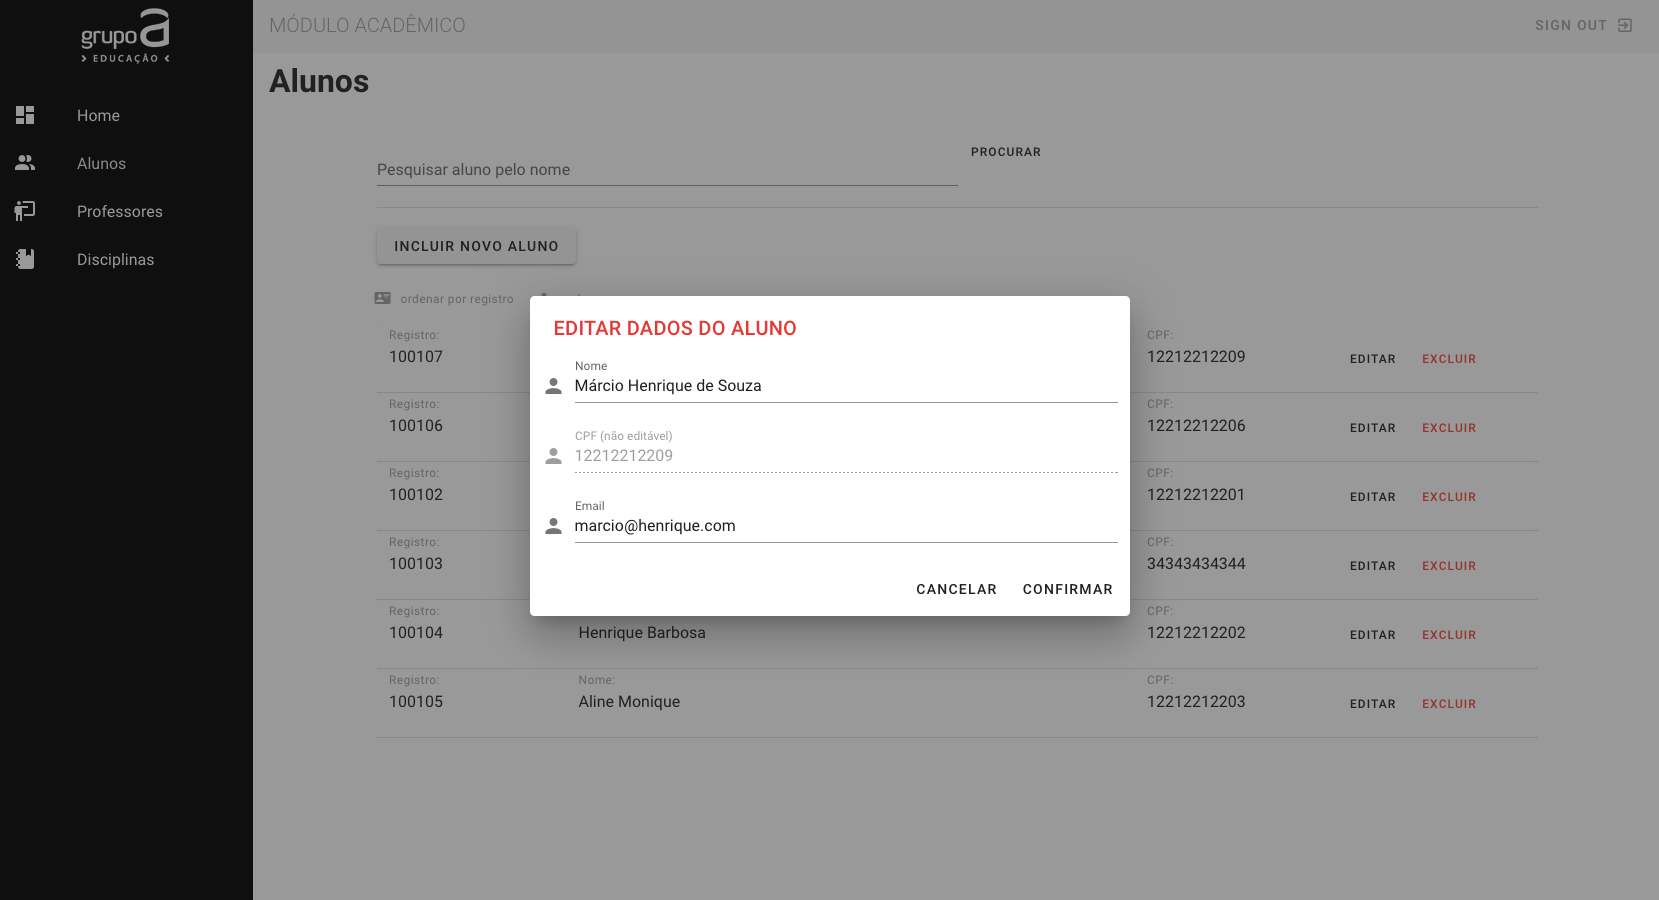 grupo a
> EDUCAÇÃO <
Home
Alunos
Professores
Disciplinas
MÓDULO ACADÊMICO
SIGN OUT
Alunos
Pesquisar aluno pelo nome
PROCURAR
INCLUIR NOVO ALUNO
ordenar por registro
EDITAR DADOS DO ALUNO
Nome
Márcio Henrique de Souza
CPF (não editável)
12212212209
Email
marcio@henrique.com
CANCELAR CONFIRMAR
Registro: CPF:
100107 12212212209 EDITAR EXCLUIR
Registro: CPF:
100106 12212212206 EDITAR EXCLUIR
Registro: CPF:
100102 12212212201 EDITAR EXCLUIR
Registro: CPF:
100103 34343434344 EDITAR EXCLUIR
Registro: CPF:
100104 Henrique Barbosa 12212212202 EDITAR EXCLUIR
Registro: Nome: CPF:
100105 Aline Monique 12212212203 EDITAR EXCLUIR